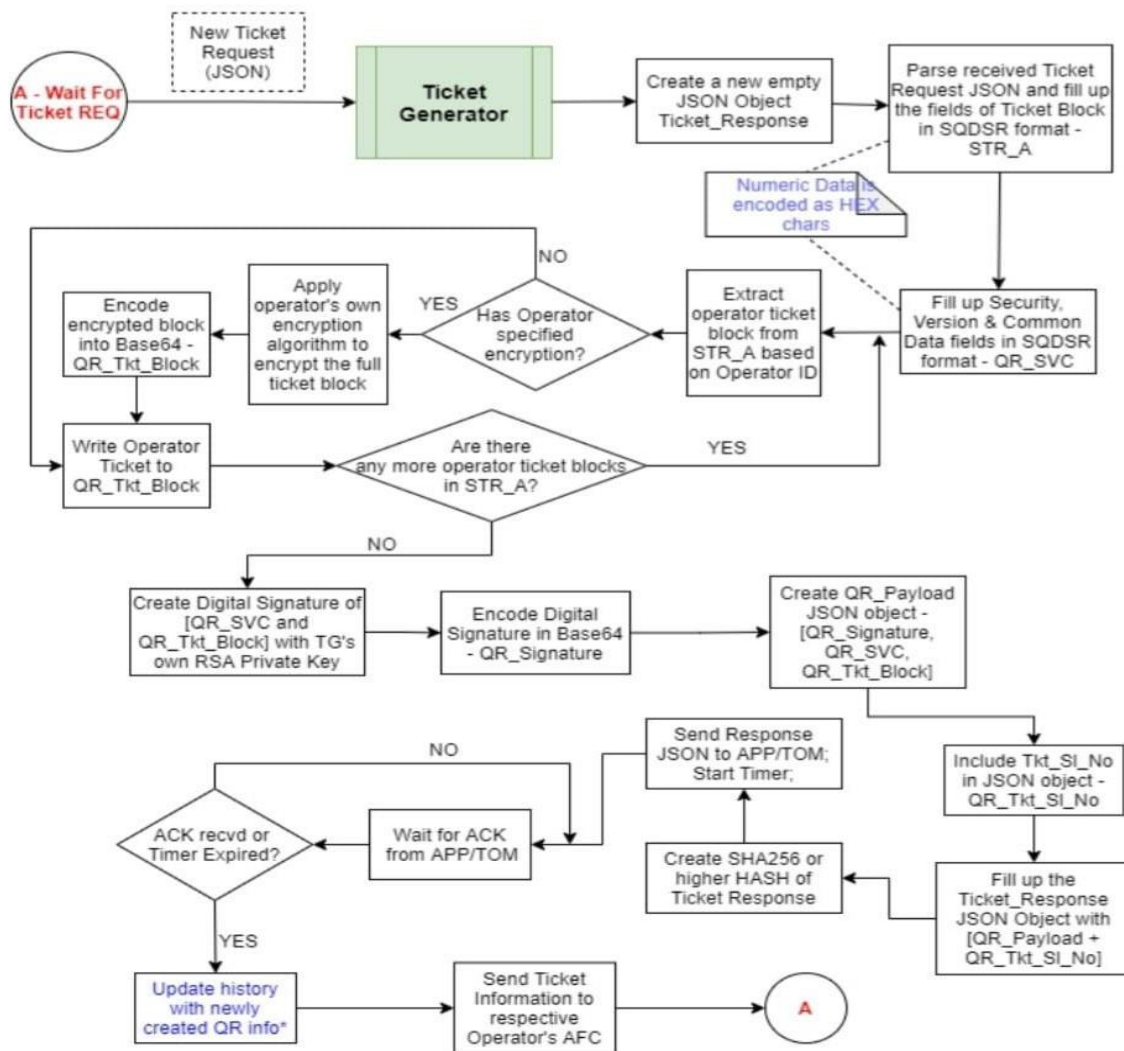 New Ticket
Request
(JSON)
A - Wait For
Ticket REQ
Ticket
Generator
Create a new empty
JSON Object
Ticket_Response
Parse received Ticket
Request JSON and fill up
the fields of Ticket Block
in SQDSR format -
STR_A
Numeric Data is
encoded as HEX
chars
Fill up Security,
Version & Common
Data fields in SQDSR
format - QR_SVC
Extract
operator ticket
block from
STR_A based
on Operator ID
Has Operator
specified
encryption?
NO
YES
Apply
operator's own
encryption
algorithm to
encrypt the full
ticket block
Encode
encrypted block
into Base64 -
QR_Tkt_Block
Write Operator
Ticket to
QR_Tkt_Block
Are there
any more operator ticket blocks
in STR_A?
YES
NO
Create Digital Signature of
[QR_SVC and
QR_Tkt_Block] with TG's
own RSA Private Key
Encode Digital
Signature in Base64
- QR_Signature
Create QR_Payload
JSON object -
[QR_Signature,
QR_SVC,
QR_Tkt_Block]
Include Tkt_Sl_No
in JSON object -
QR_Tkt_Sl_No
Fill up the
Ticket_Response
JSON Object with
[QR_Payload +
QR_Tkt_Sl_No]
Create SHA256 or
higher HASH of
Ticket Response
Send Response
JSON to APP/TOM;
Start Timer;
Wait for ACK
from APP/TOM
NO
ACK recvd or
Timer Expired?
YES
Update history
with newly
created QR info*
Send Ticket
Information to
respective
Operator's AFC
A